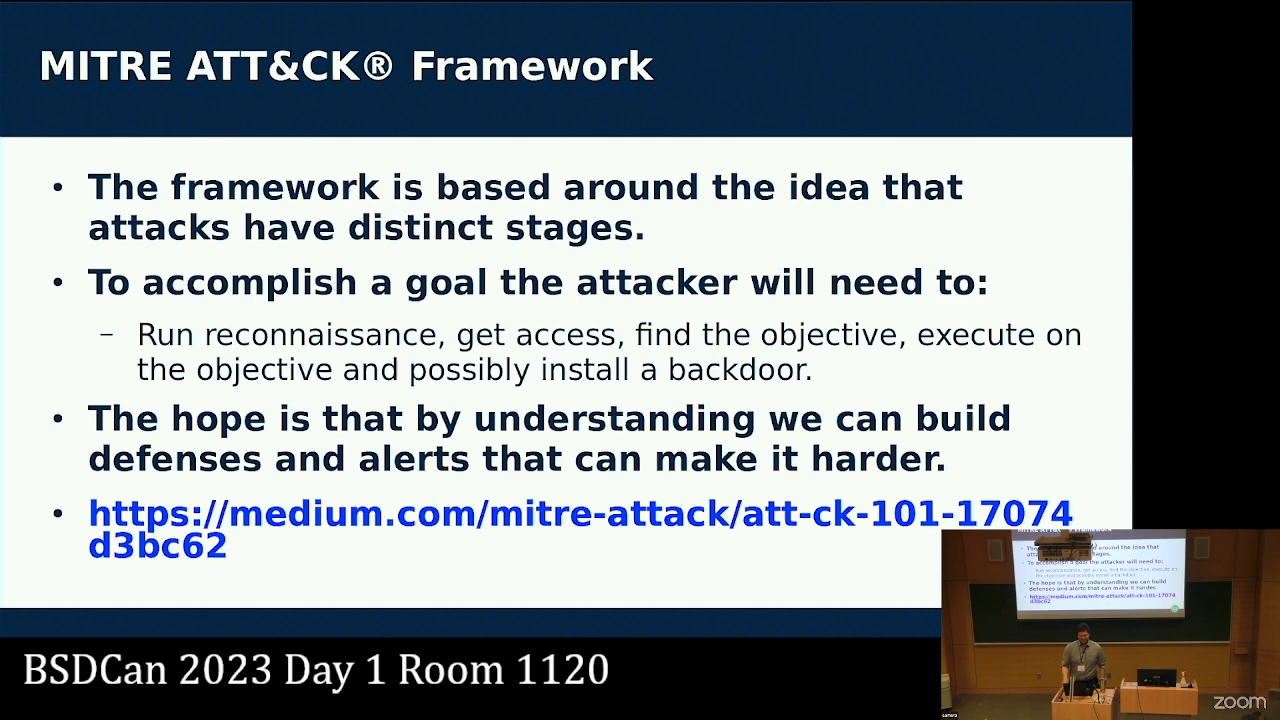 MITRE ATT&CK® Framework
• The framework is based around the idea that
attacks have distinct stages.
• To accomplish a goal the attacker will need to:
– Run reconnaissance, get access, find the objective, execute on
the objective and possibly install a backdoor.
• The hope is that by understanding we can build
defenses and alerts that can make it harder.
• https://medium.com/mitre-attack/att-ck-101-17074
d3bc62
BSDCan 2023 Day 1 Room 1120
zoom